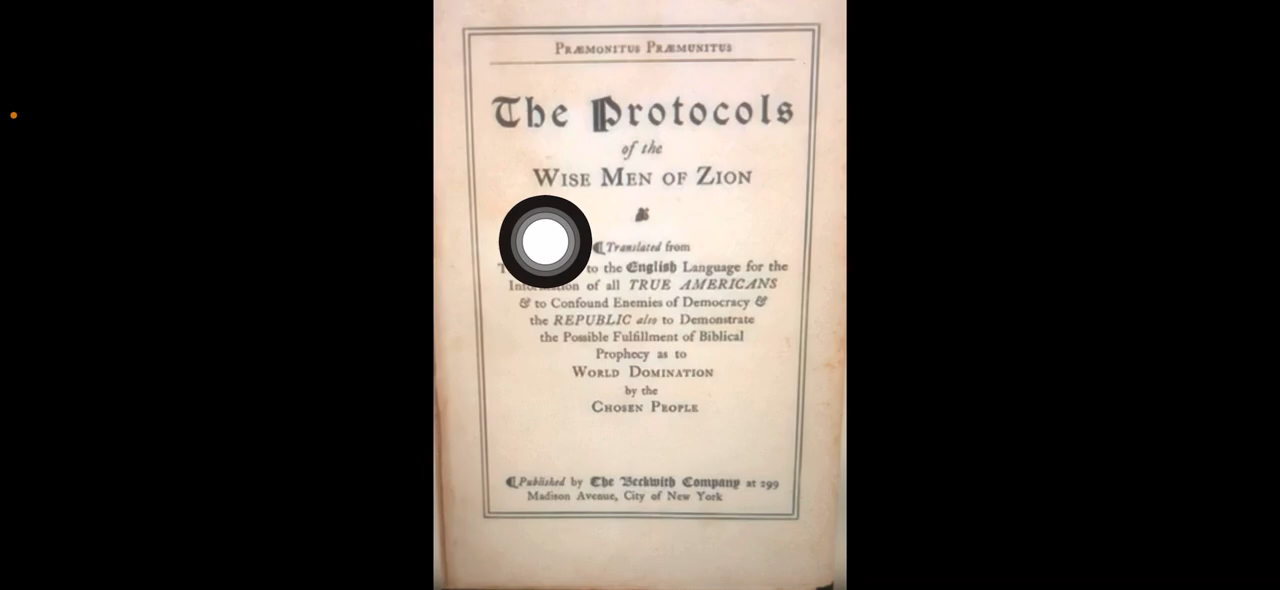 PRÆMONITUS PRÆMUNITUS
The Protocols
of the
WISE MEN OF ZION
¶ Translated from
to the English Language for the
of all TRUE AMERICANS
& to Confound Enemies of Democracy &
the REPUBLIC also to Demonstrate
the Possible Fulfillment of Biblical
Prophecy as to
WORLD DOMINATION
by the
CHOSEN PEOPLE
¶ Published by The Beckwith Company at 299
Madison Avenue, City of New York